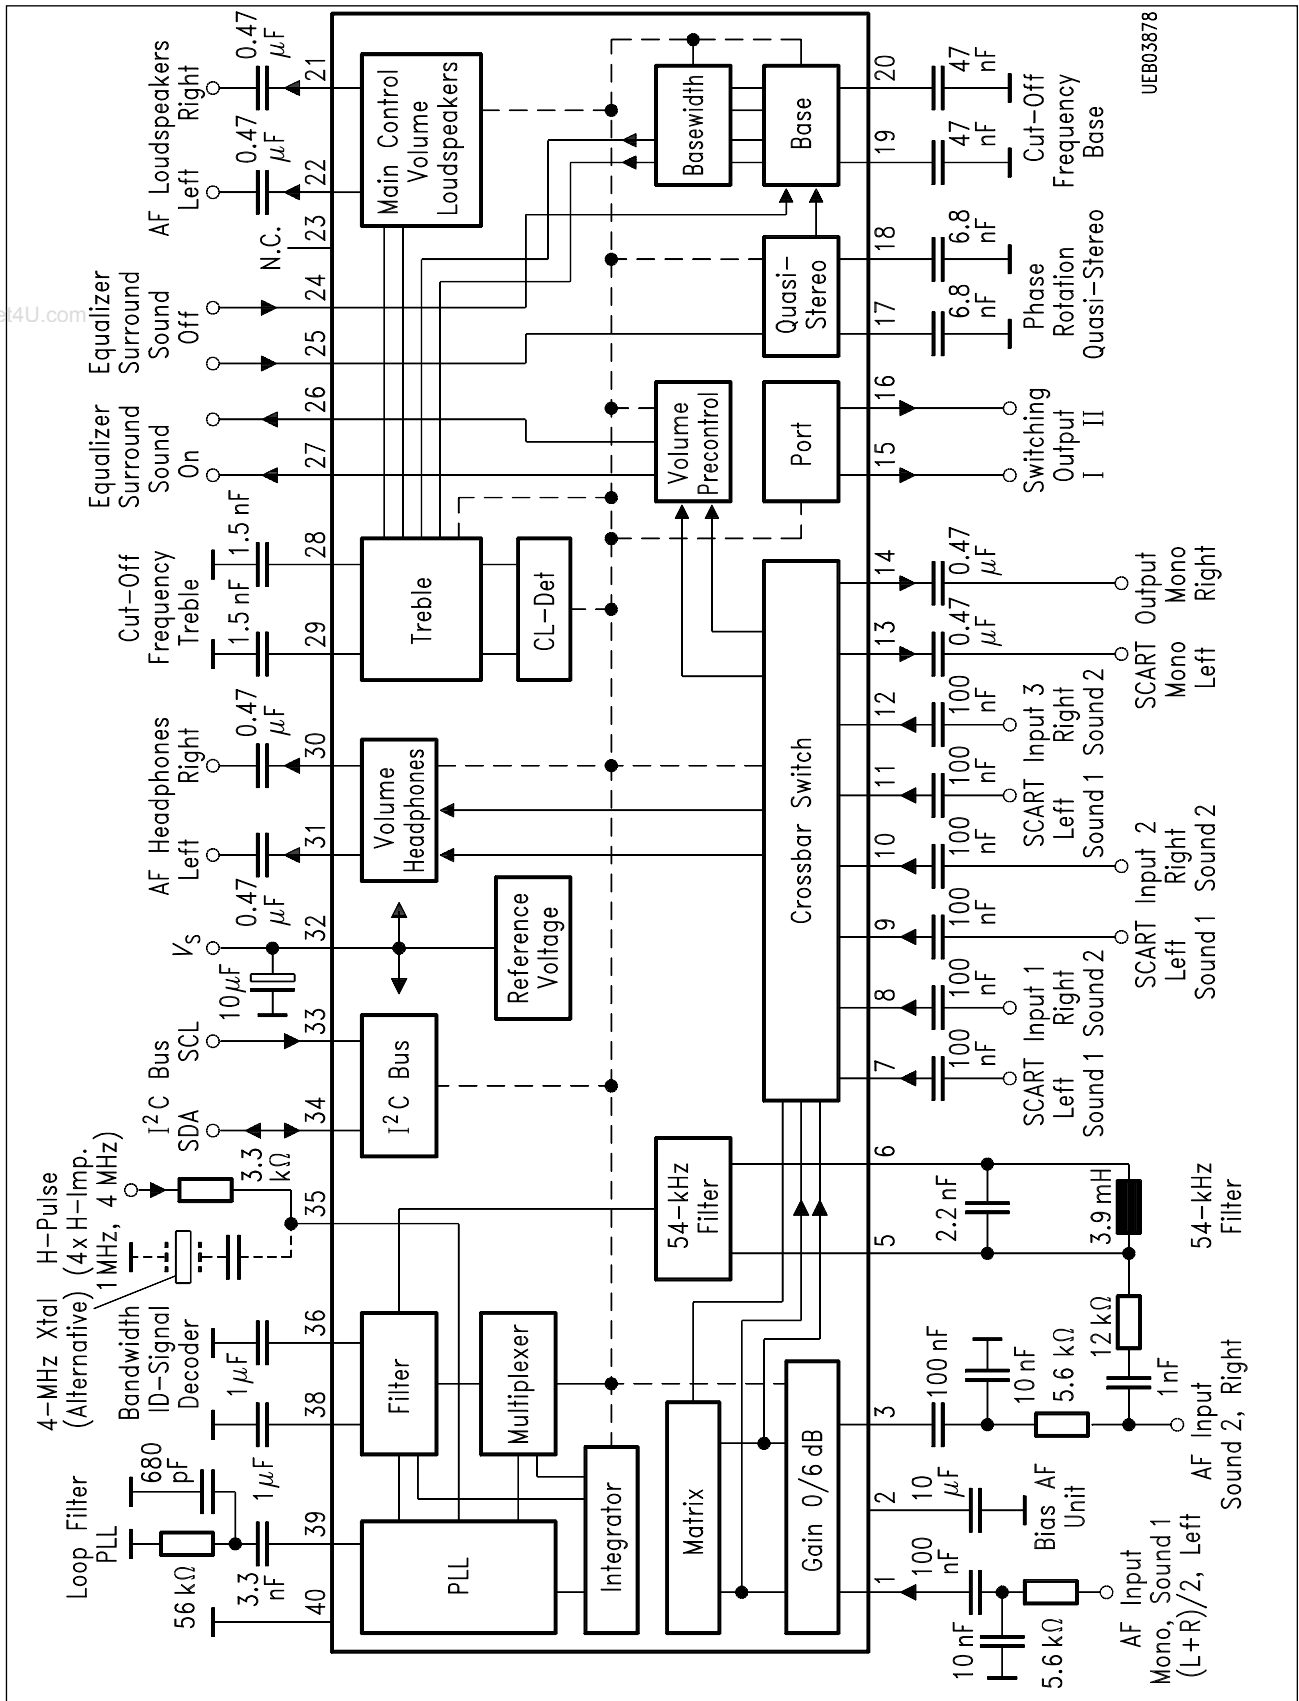 UEB03878
et4U.com
Loop Filter
PLL
56 kΩ
680
pF
3.3
nF
40
39
4-MHz Xtal
(Alternative)
Bandwidth
ID-Signal
Decoder
1 µF
1 µF
38
36
H-Pulse
(4x H-Imp.
1 MHz, 4 MHz)
3.3
kΩ
35
I² C Bus
SDA
SCL
34
33
10 µF
VS
32
AF Headphones
Left
Right
0.47
µF
0.47
µF
31
30
Cut-Off
Frequency
Treble
1.5 nF
1.5 nF
29
28
Equalizer
Surround
Sound
On
27
26
Equalizer
Surround
Sound
Off
25
24
N.C.
23
AF Loudspeakers
Left
Right
0.47
µF
0.47
µF
22
21
PLL
Filter
Multiplexer
Integrator
I² C Bus
Reference
Voltage
Volume
Headphones
Treble
CL-Det
Main Control
Volume
Loudspeakers
Matrix
Gain 0/6 dB
54-kHz
Filter
Crossbar Switch
Volume
Precontrol
Port
Quasi-
Stereo
Basewidth
Base
1
100
nF
10 nF
5.6 kΩ
AF Input
Mono, Sound 1
(L+R)/2, Left
2
10
µF
Bias AF
Unit
3
100 nF
10 nF
5.6 kΩ
12 kΩ
1 nF
AF Input
Sound 2, Right
5
6
2.2 nF
3.9 mH
54-kHz
Filter
7
100
nF
8
100
nF
SCART Input 1
Left Right
Sound 1 Sound 2
9
100
nF
10
100
nF
SCART Input 2
Left Right
Sound 1 Sound 2
11
100
nF
12
100
nF
SCART Input 3
Left Right
Sound 1 Sound 2
13
0.47
µF
14
0.47
µF
SCART Output
Mono Mono
Left Right
15
16
Switching
Output
I II
17
18
6.8
nF
6.8
nF
Phase
Rotation
Quasi-Stereo
19
20
47
nF
47
nF
Cut-Off
Frequency
Base